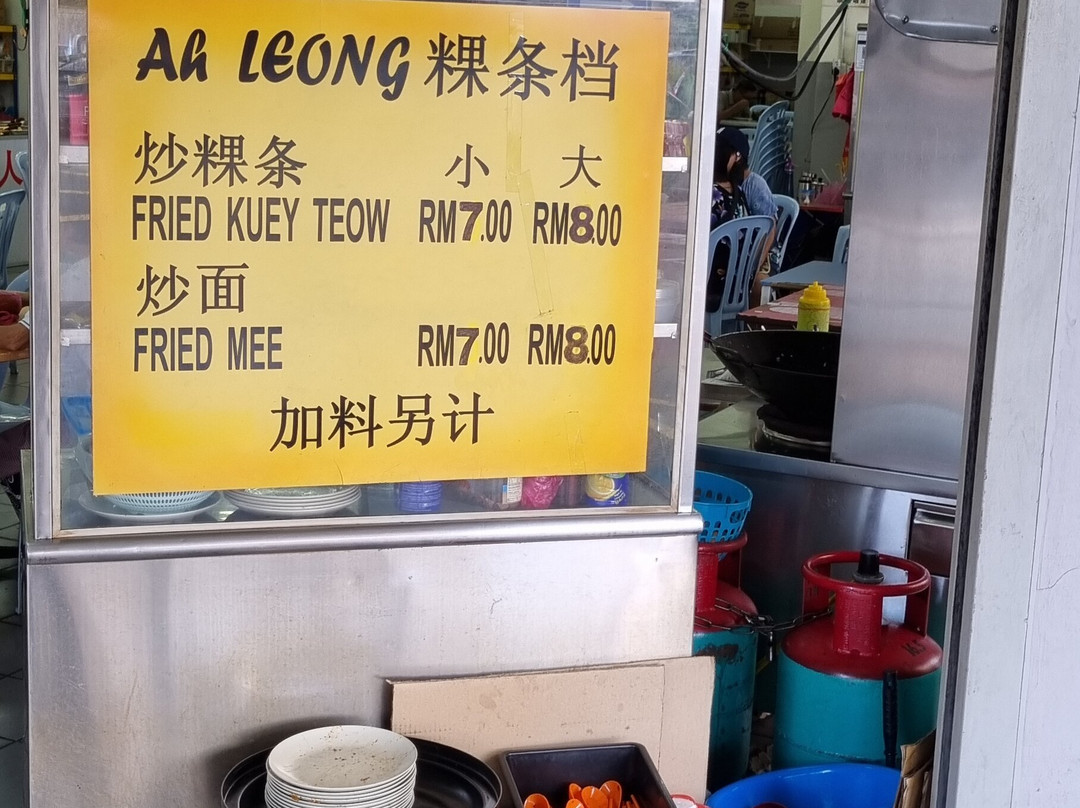 Ah LEONG 粿条档
炒粿条 小 大
FRIED KUEY TEOW RM7.00 RM8.00
炒面
FRIED MEE RM7.00 RM8.00
加料另计
人